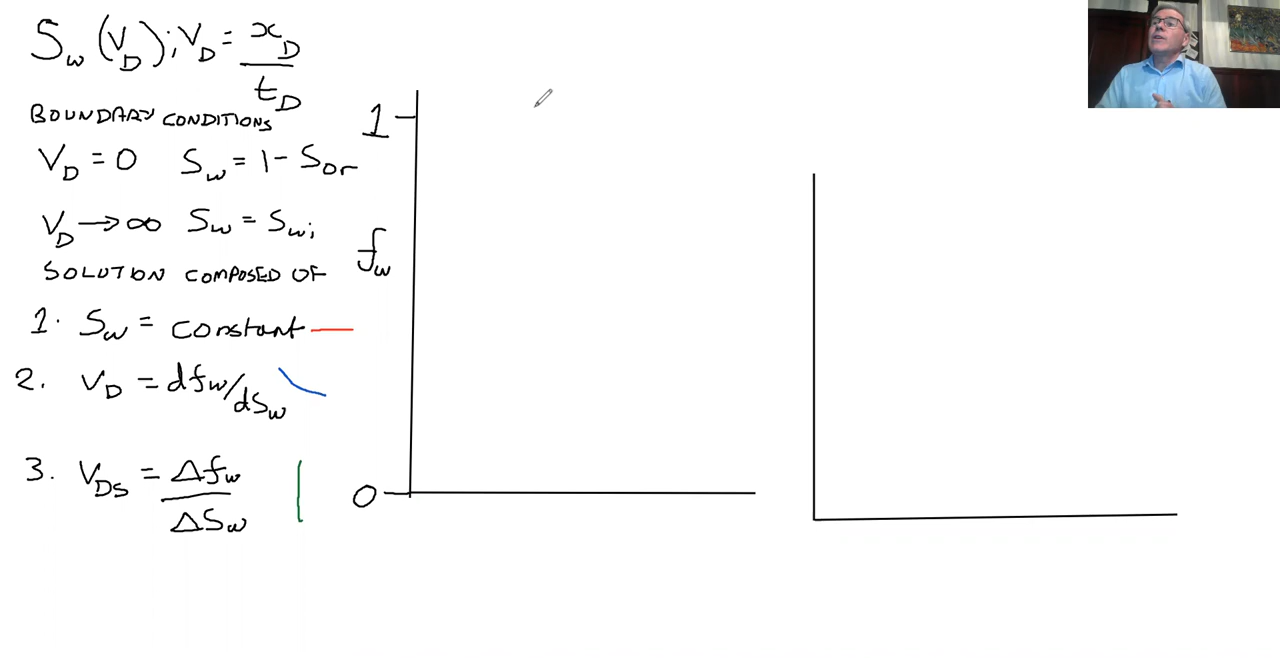 Sw (VD); VD = xD
tD
BOUNDARY CONDITIONS
VD = 0 Sw = 1 - Sor
VD → ∞ Sw = Swi
SOLUTION COMPOSED OF
1. Sw = constant
2. VD = dfw/dSw
3. VDS = Δfw
ΔSw
1
fw
0